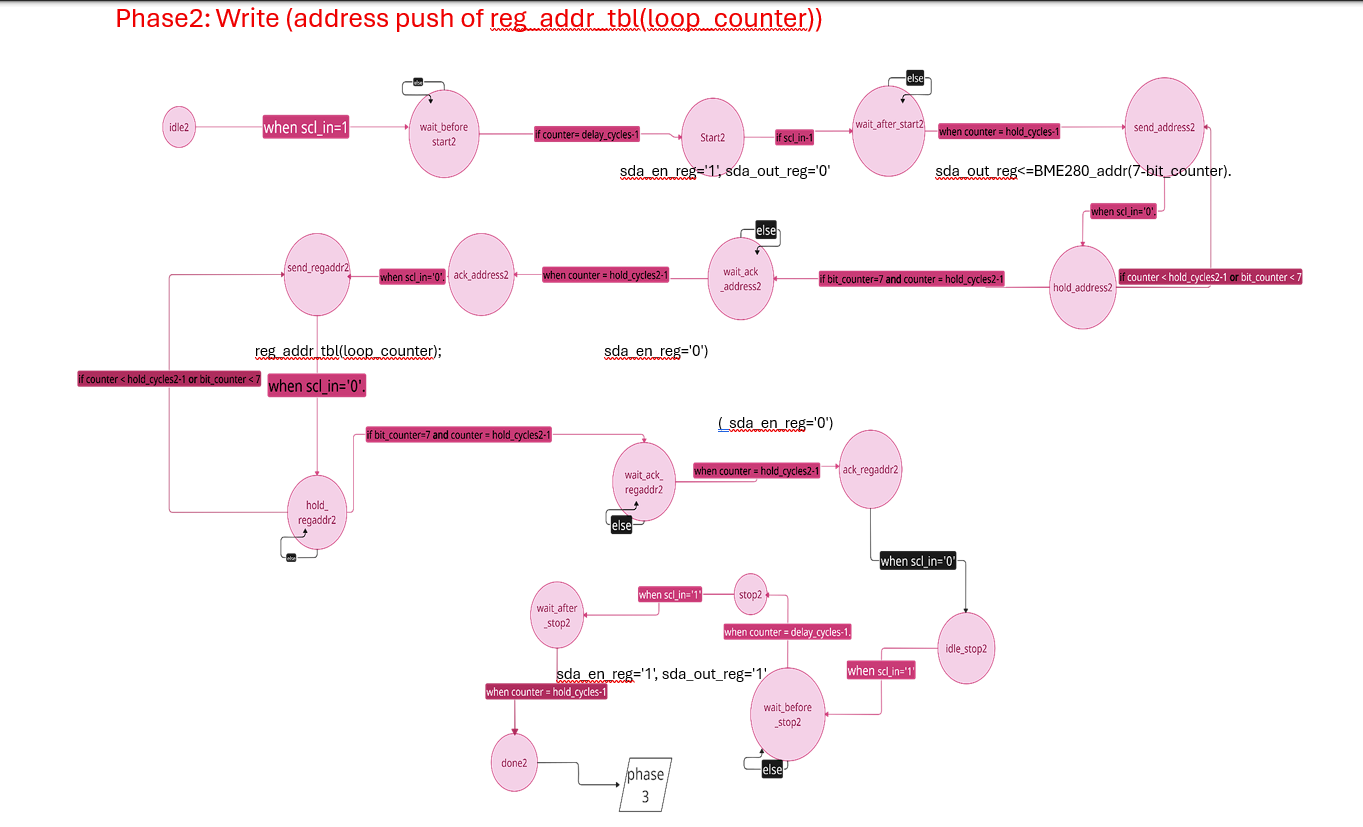 Phase2: Write (address push of reg_addr_tbl(loop_counter))
else
else
idle2
when scl_in=1
wait_before
start2
if counter= delay_cycles-1
Start2
if scl_in-1
wait_after_start2
when counter = hold_cycles-1
send_address2
sda_en_reg='1', sda_out_reg='0'
sda_out_reg<=BME280_addr(7-bit_counter).
when scl_in='0'.
else
send_regaddr2
when scl_in='0'.
ack_address2
when counter = hold_cycles2-1
wait_ack
_address2
if bit_counter=7 and counter = hold_cycles2-1
hold_address2
if counter < hold_cycles2-1 or bit_counter < 7
reg_addr_tbl(loop_counter);
sda_en_reg='0')
if counter < hold_cycles2-1 or bit_counter < 7
when scl_in='0'.
( sda_en_reg='0')
if bit_counter=7 and counter = hold_cycles2-1
wait_ack_
regaddr2
when counter = hold_cycles2-1
ack_regaddr2
hold_
regaddr2
else
else
when scl_in='0'
wait_after
_stop2
when scl_in='1'
stop2
when counter = delay_cycles-1.
idle_stop2
when scl_in='1'
sda_en_reg='1', sda_out_reg='1'
when counter = hold_cycles-1
wait_before
_stop2
else
done2
phase
3